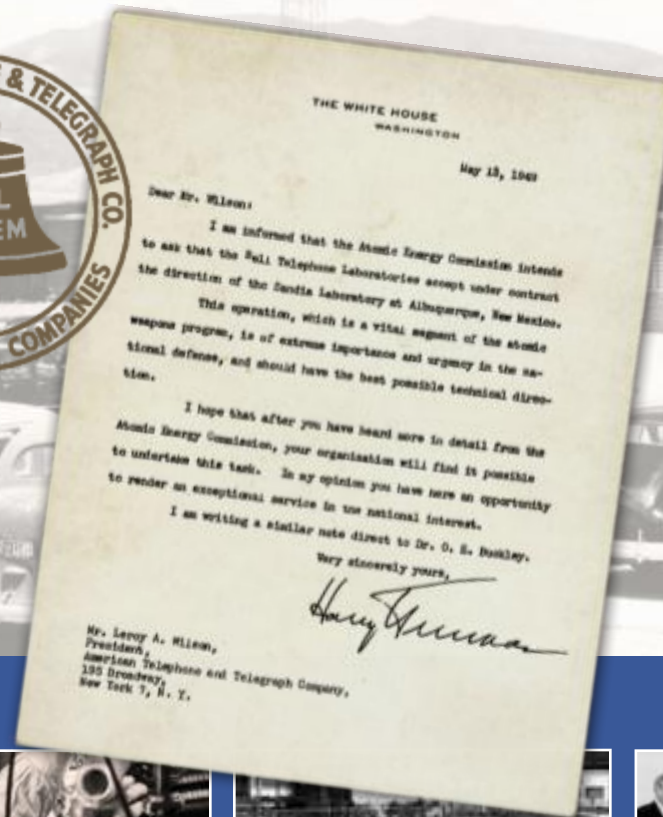 & TELEGRAPH CO.
COMPANIES
THE WHITE HOUSE
WASHINGTON
May 13, 1949
Dear Mr. Wilson:
I am informed that the Atomic Energy Commission intends
to ask that the Bell Telephone Laboratories accept under contract
the direction of the Sandia Laboratory at Albuquerque, New Mexico.
This operation, which is a vital segment of the atomic
weapons program, is of extreme importance and urgency in the na-
tional defense, and should have the best possible technical direc-
tion.
I hope that after you have heard more in detail from the
Atomic Energy Commission, your organization will find it possible
to undertake this task. In my opinion you have here an opportunity
to render an exceptional service in the national interest.
I am writing a similar note direct to Dr. O. E. Buckley.
Very sincerely yours,
Harry Truman
Mr. Leroy A. Wilson,
President,
American Telephone and Telegraph Company,
195 Broadway,
New York 7, N. Y.